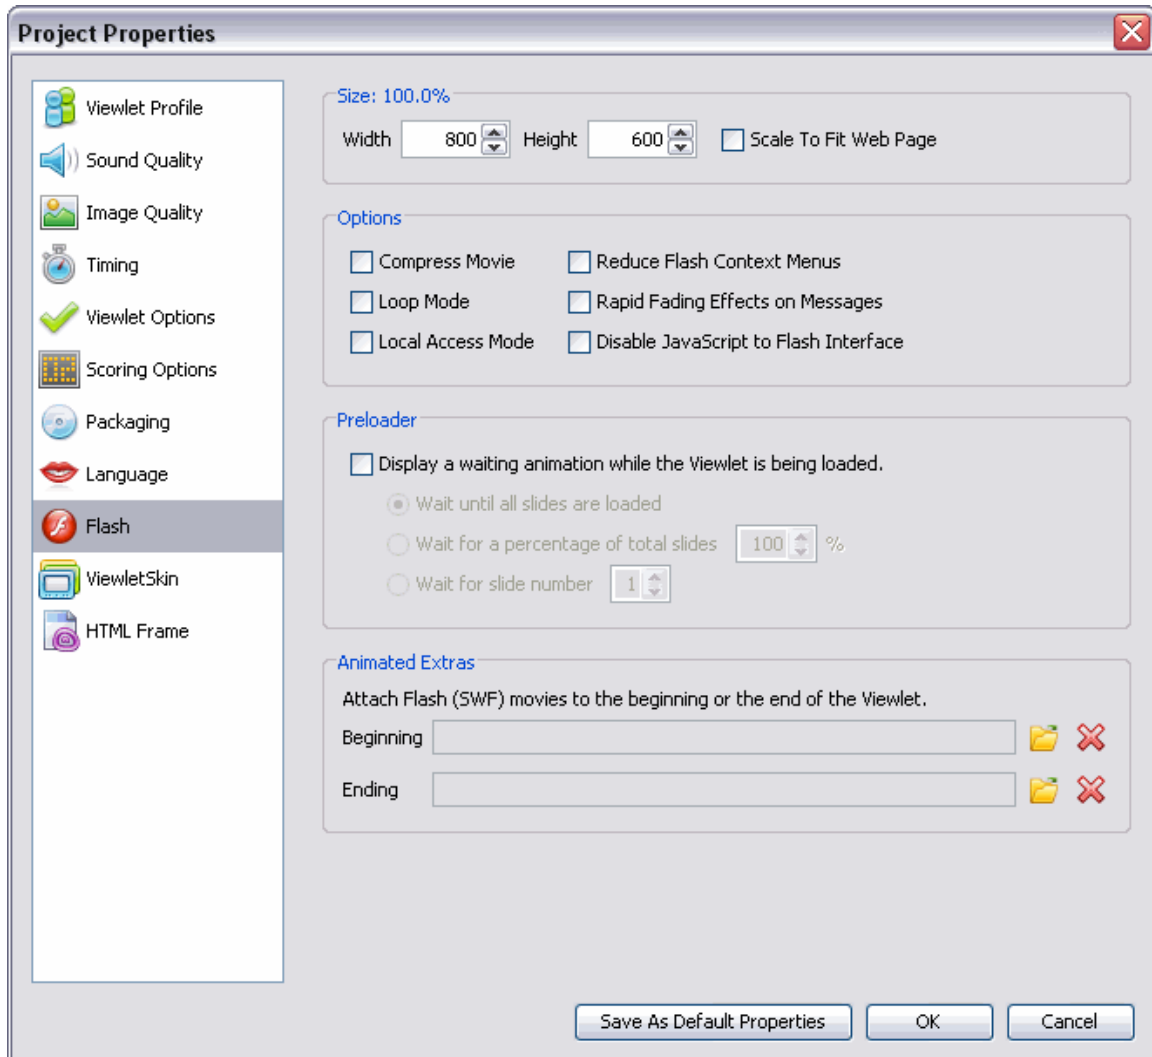 Project Properties
Viewlet Profile
Sound Quality
Image Quality
Timing
Viewlet Options
Scoring Options
Packaging
Language
Flash
ViewletSkin
HTML Frame
Size: 100.0%
Width 800 Height 600 Scale To Fit Web Page
Options
Compress Movie Reduce Flash Context Menus
Loop Mode Rapid Fading Effects on Messages
Local Access Mode Disable JavaScript to Flash Interface
Preloader
Display a waiting animation while the Viewlet is being loaded.
Wait until all slides are loaded
Wait for a percentage of total slides 100 %
Wait for slide number 1
Animated Extras
Attach Flash (SWF) movies to the beginning or the end of the Viewlet.
Beginning
Ending
Save As Default Properties OK Cancel